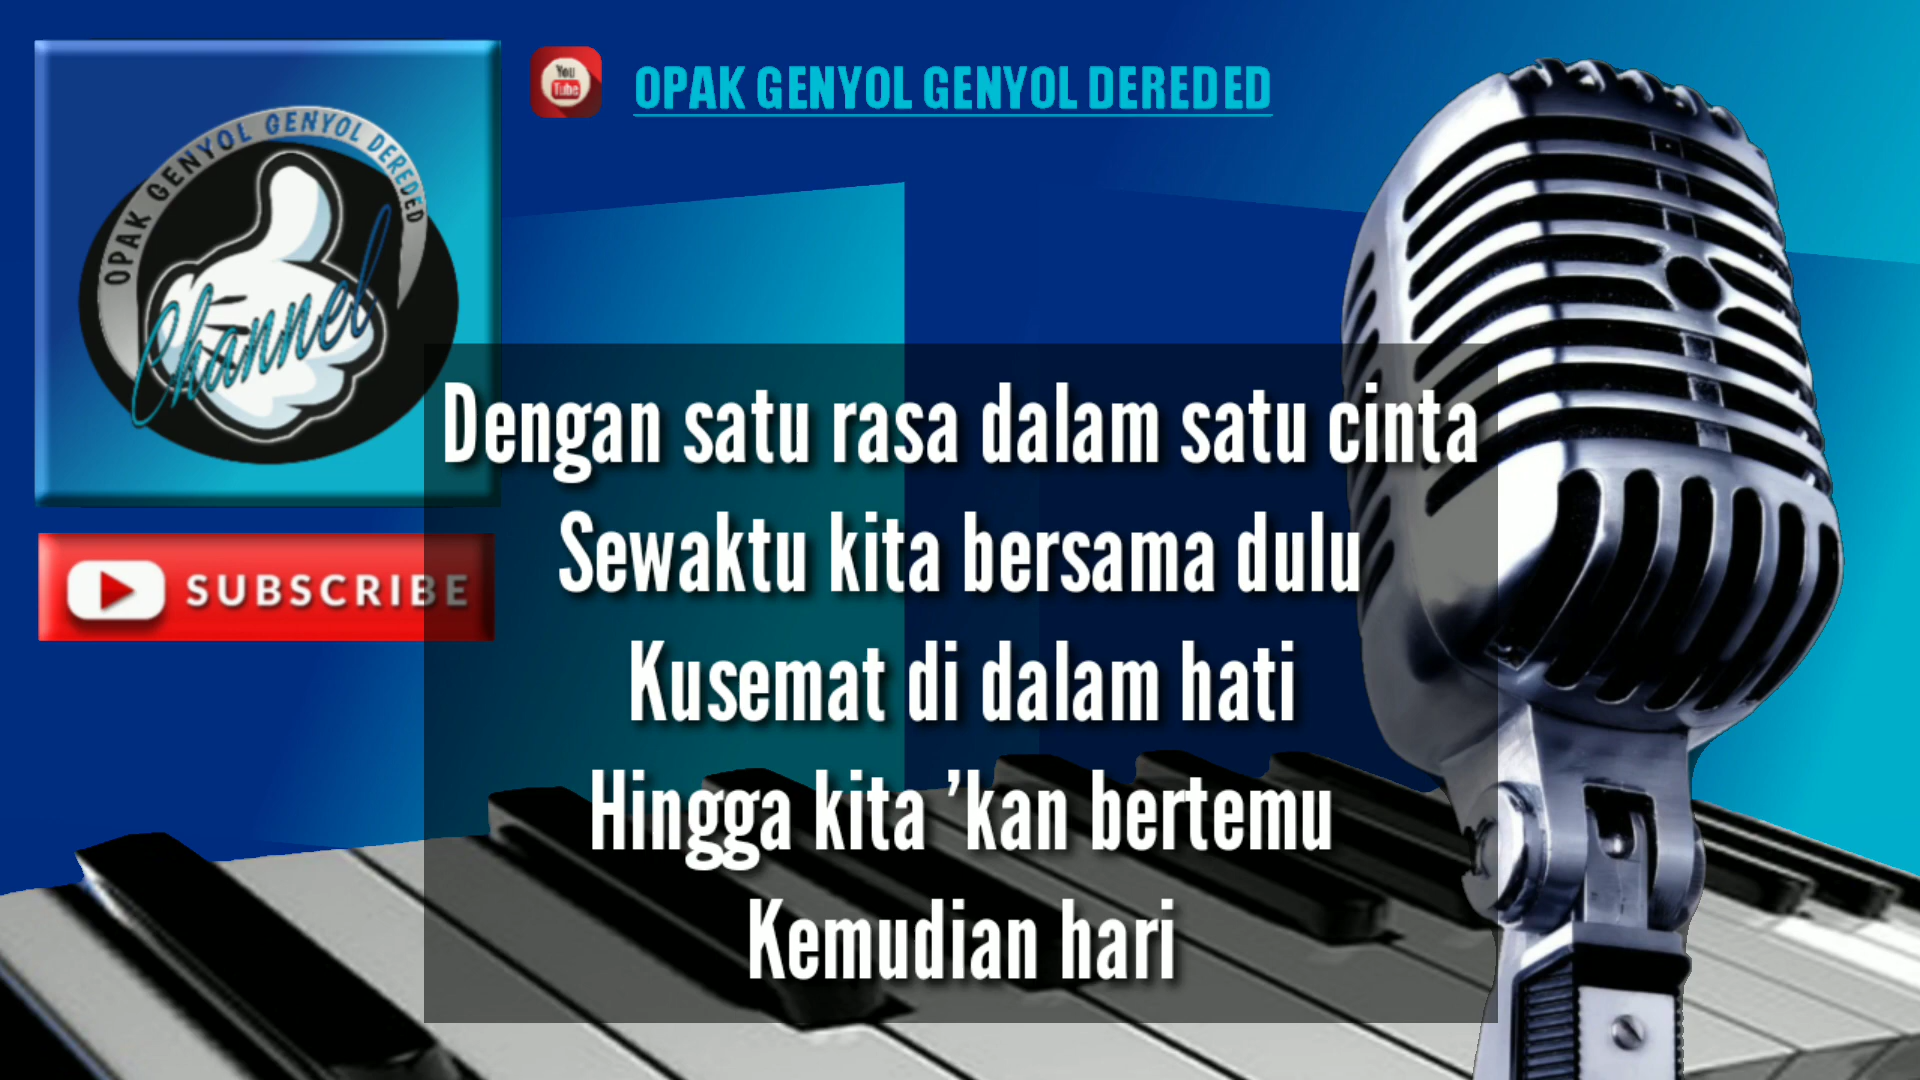 You
Tube
OPAK GENYOL GENYOL DEREDED
OPAK GENYOL GENYOL DEREDED
Channel
SUBSCRIBE
Dengan satu rasa dalam satu cinta
Sewaktu kita bersama dulu
Kusemat di dalam hati
Hingga kita 'kan bertemu
Kemudian hari